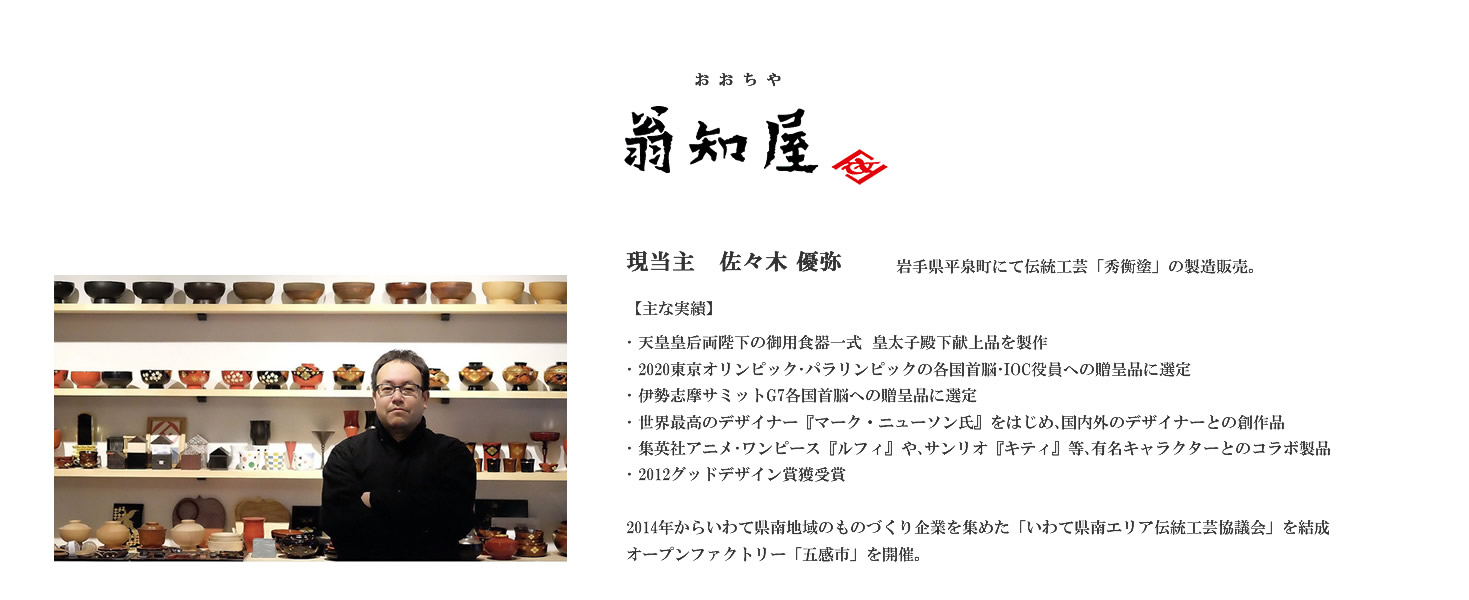 おおちや
翁知屋
現当主　佐々木 優弥　　岩手県平泉町にて伝統工芸「秀衡塗」の製造販売。
【主な実績】
・天皇皇后両陛下の御用食器一式 皇太子殿下献上品を製作
・2020東京オリンピック・パラリンピックの各国首脳・IOC役員への贈呈品に選定
・伊勢志摩サミットG7各国首脳への贈呈品に選定
・世界最高のデザイナー『マーク・ニューソン氏』をはじめ、国内外のデザイナーとの創作品
・集英社アニメ・ワンピース『ルフィ』や、サンリオ『キティ』等、有名キャラクターとのコラボ製品
・2012グッドデザイン賞獲受賞
2014年からいわて県南地域のものづくり企業を集めた「いわて県南エリア伝統工芸協議会」を結成
オープンファクトリー「五感市」を開催。